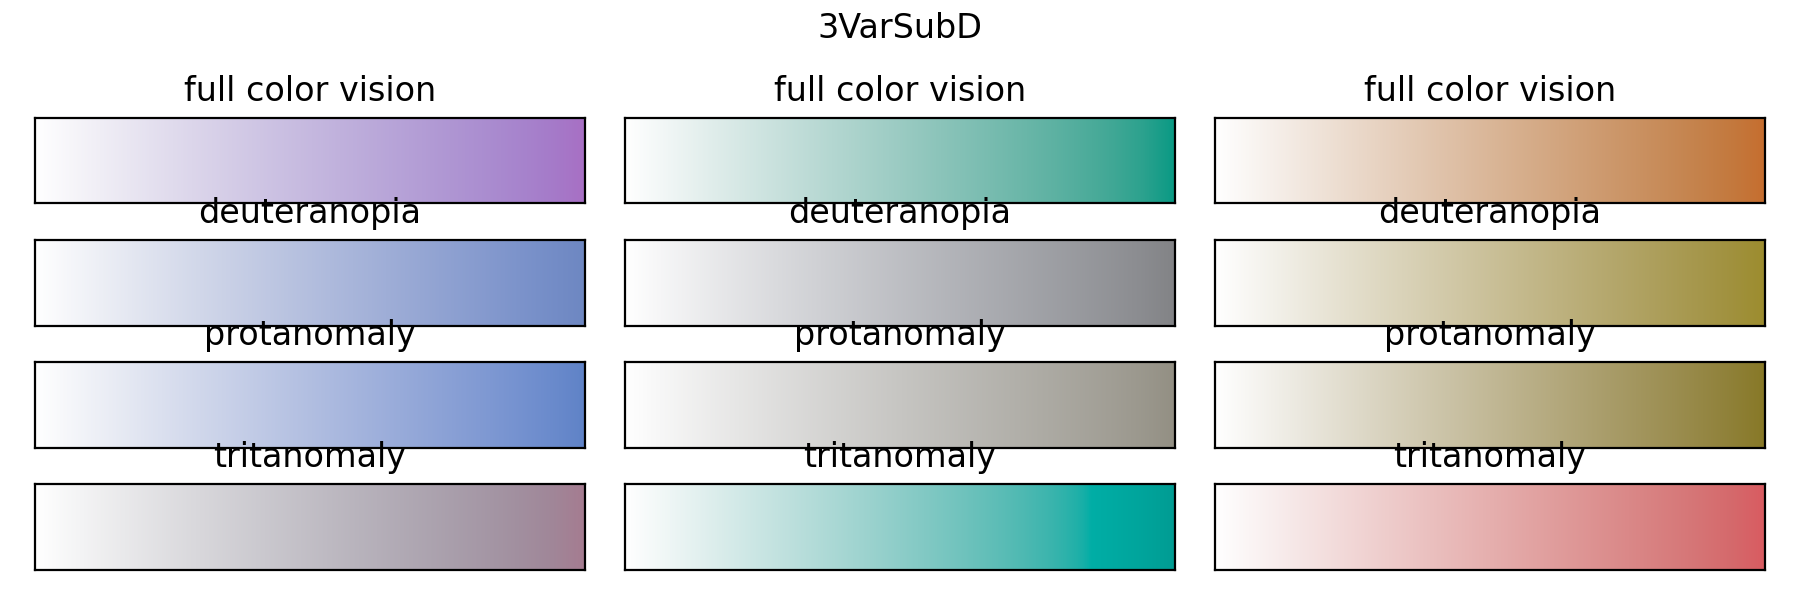 3VarSubD
full color vision full color vision full color vision
deuteranopia deuteranopia deuteranopia
protanomaly protanomaly protanomaly
tritanomaly tritanomaly tritanomaly